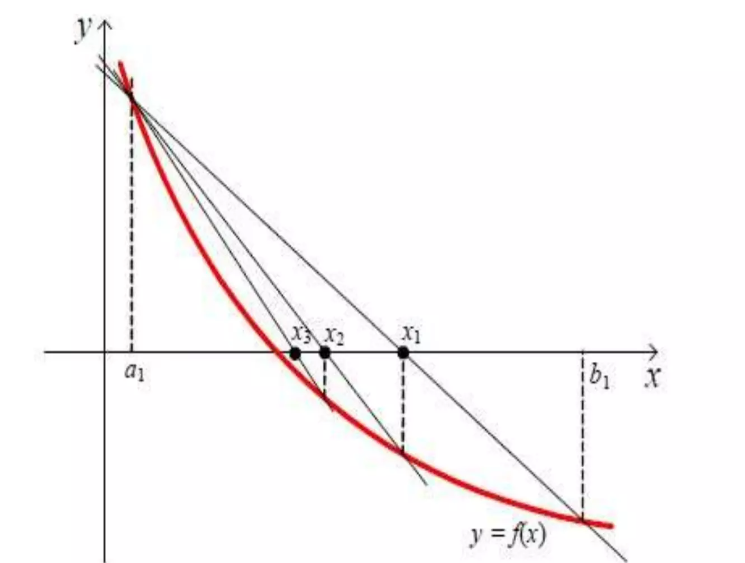 y
x₃ x₂ x₁
a₁ b₁ x
y = f(x)